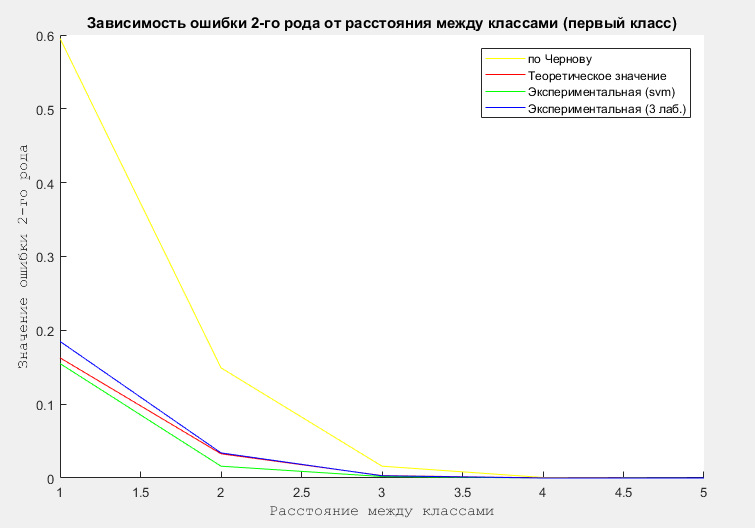 Зависимость ошибки 2-го рода от расстояния между классами (первый класс)
по Чернову
Теоретическое значение
Экспериментальная (svm)
Экспериментальная (3 лаб.)
Значение ошибки 2-го рода
0.6
0.5
0.4
0.3
0.2
0.1
0
1
1.5
2
2.5
3
3.5
4
4.5
5
Расстояние между классами